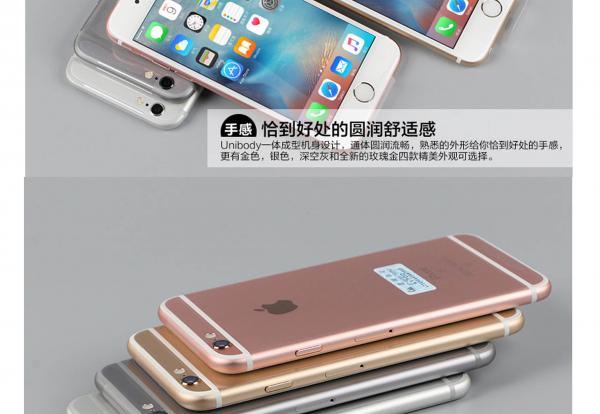 手感 恰到好处的圆润舒适感
Unibody一体成型机身设计，通体圆润流畅，熟悉的外形给你恰到好处的手感，
更有金色，银色，深空灰和全新的玫瑰金四款精美外观可选择。